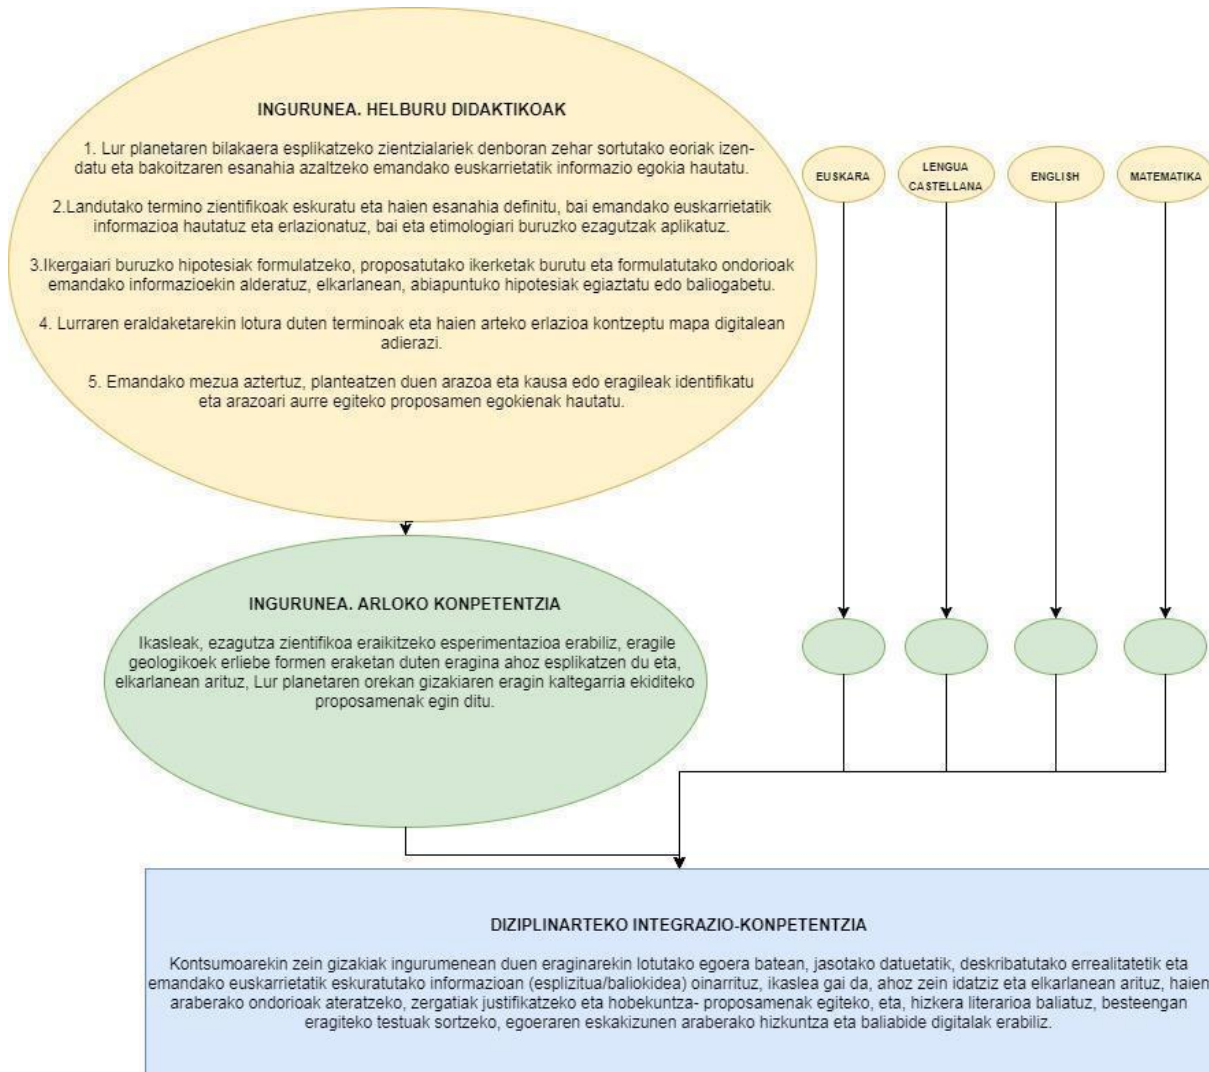 INGURUNEA. HELBURU DIDAKTIKOAK
1. Lur planetaren bilakaera esplikatzeko zientzialariek denboran zehar sortutako eoriak izen-
datu eta bakoitzaren esanahia azaltzeko emandako euskarrietatik informazio egokia hautatu.
2.Landutako termino zientifikoak eskuratu eta haien esanahia definitu, bai emandako euskarrietatik
informazioa hautatuz eta erlazionatuz, bai eta etimologiari buruzko ezagutzak aplikatuz.
3.Ikergaiari buruzko hipotesiak formulatzeko, proposatutako ikerketak burutu eta formulatutako ondorioak
emandako informazioekin alderatuz, elkarlanean, abiapuntuko hipotesiak egiaztatu edo baliogabetu.
4. Lurraren eraldaketarekin lotura duten terminoak eta haien arteko erlazioa kontzeptu mapa digitalean
adierazi.
5. Emandako mezua aztertuz, planteatzen duen arazoa eta kausa edo eragileak identifikatu
eta arazoari aurre egiteko proposamen egokienak hautatu.
EUSKARA
LENGUA
CASTELLANA
ENGLISH
MATEMATIKA
INGURUNEA. ARLOKO KONPETENTZIA
Ikasleak, ezagutza zientifikoa eraikitzeko esperimentazioa erabiliz, eragile
geologikoek erliebe formen eraketan duten eragina ahoz esplikatzen du eta,
elkarlanean arituz, Lur planetaren orekan gizakiaren eragin kaltegarria ekiditeko
proposamenak egin ditu.
DIZIPLINARTEKO INTEGRAZIO-KONPETENTZIA
Kontsumoarekin zein gizakiak ingurumenean duen eraginarekin lotutako egoera batean, jasotako datuetatik, deskribatutako errealitatetik eta
emandako euskarrietatik eskuratutako informazioan (esplizitua/baliokidea) oinarrituz, ikaslea gai da, ahoz zein idatziz eta elkarlanean arituz, haien
araberako ondorioak ateratzeko, zergatiak justifikatzeko eta hobekuntza- proposamenak egiteko, eta, hizkera literarioa baliatuz, besteengan
eragiteko testuak sortzeko, egoeraren eskakizunen araberako hizkuntza eta baliabide digitalak erabiliz.